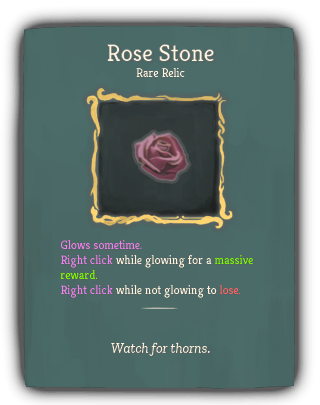 Rose Stone
Rare Relic
Glows sometime.
Right click while glowing for a massive
reward.
Right click while not glowing to lose.
Watch for thorns.